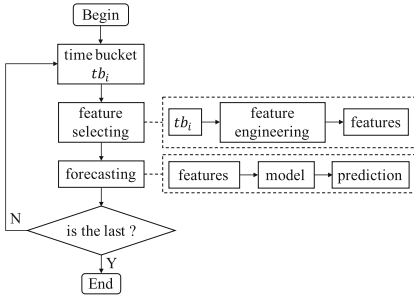 Begin
time bucket
tb_i
feature
selecting
tb_i
feature
engineering
features
forecasting
features
model
prediction
is the last ?
N
Y
End